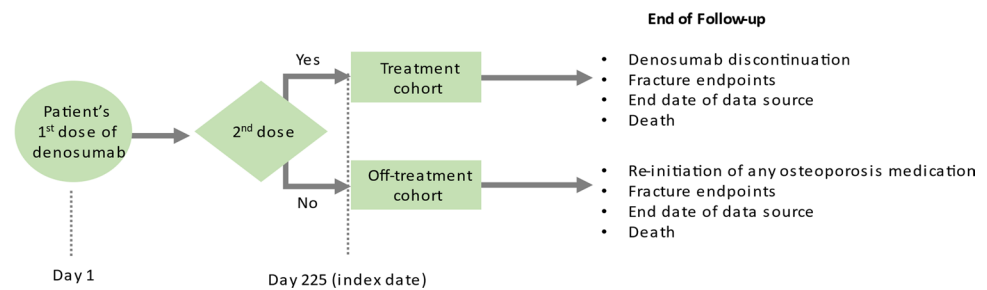 End of Follow-up
Yes
Treatment
cohort
• Denosumab discontinuation
• Fracture endpoints
• End date of data source
• Death
Patient's
1st dose of
denosumab
2nd dose
No
Off-treatment
cohort
• Re-initiation of any osteoporosis medication
• Fracture endpoints
• End date of data source
• Death
Day 1
Day 225 (index date)